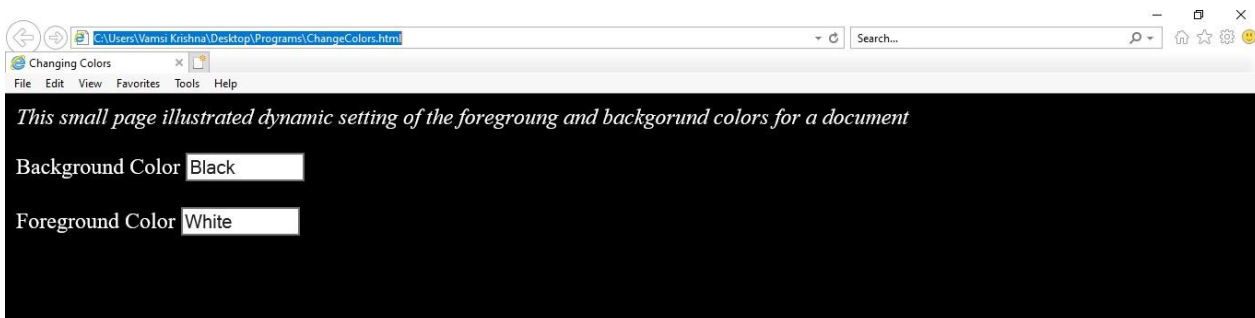 C:\Users\Vamsi Krishna\Desktop\Programs\ChangeColors.html
Search...
Changing Colors
File Edit View Favorites Tools Help
This small page illustrated dynamic setting of the foregroung and backgorund colors for a document
Background Color Black
Foreground Color White